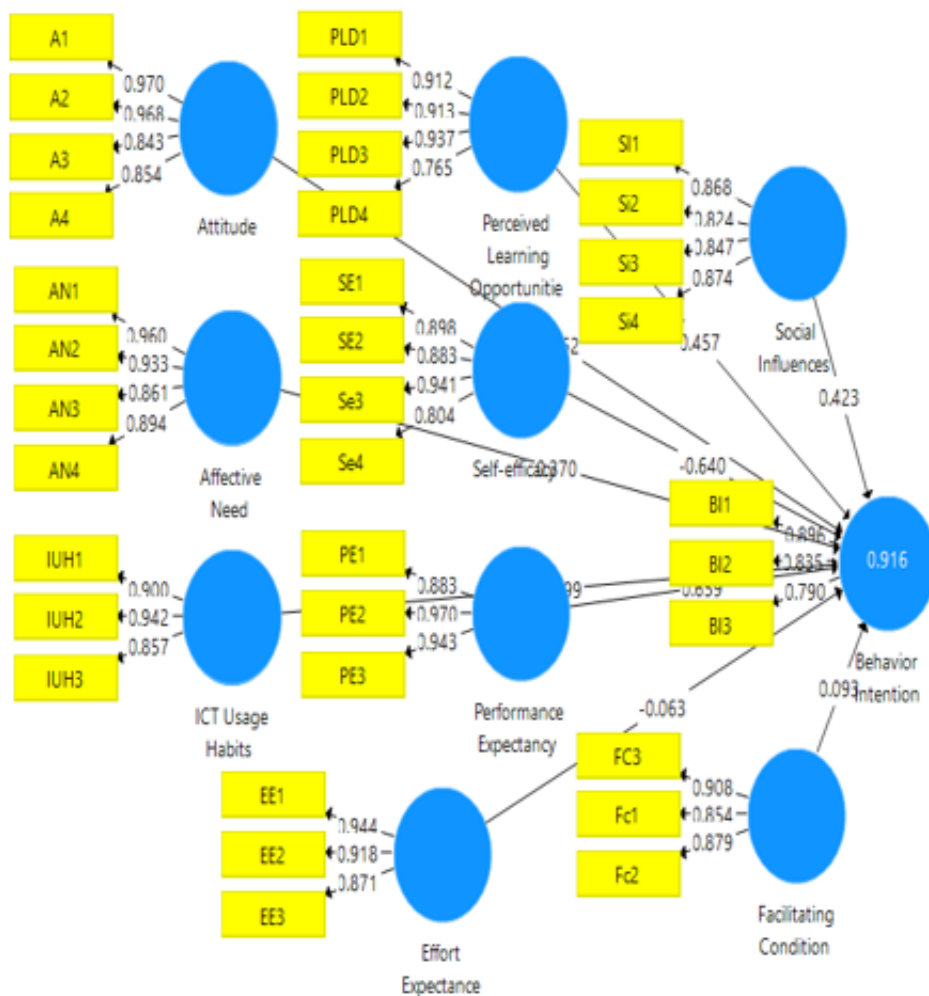 A1
A2
A3
A4
0.970
0.968
0.843
0.854
Attitude
PLD1
PLD2
PLD3
PLD4
0.912
0.913
0.937
0.765
Perceived
Learning
Opportunitie
SI1
Si2
Si3
Si4
0.868
0.824
0.847
0.874
Social
Influences
AN1
AN2
AN3
AN4
0.960
0.933
0.861
0.894
Affective
Need
SE1
SE2
Se3
Se4
0.898
0.883
0.941
0.804
Self-efficacy
0.457
0.423
-0.640
BI1
BI2
BI3
0.896
0.835
0.790
0.916
Behavior
Intention
IUH1
IUH2
IUH3
0.900
0.942
0.857
ICT Usage
Habits
PE1
PE2
PE3
0.883
0.970
0.943
Performance
Expectancy
-0.063
0.093
EE1
EE2
EE3
0.944
0.918
0.871
Effort
Expectance
FC3
Fc1
Fc2
0.908
0.854
0.879
Facilitating
Condition